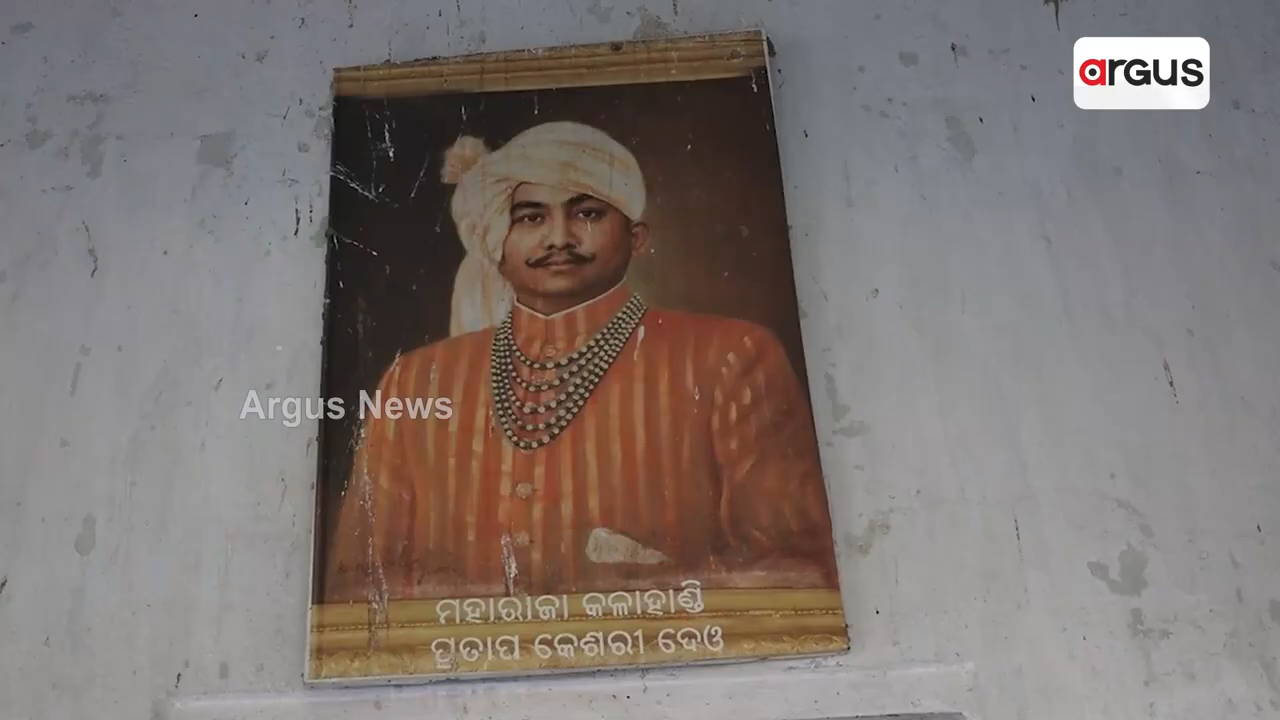 argus
Argus News
ମହାରାଜା କଳାହାଣ୍ଡି
ପ୍ରତାପ କେଶରୀ ଦେଓ